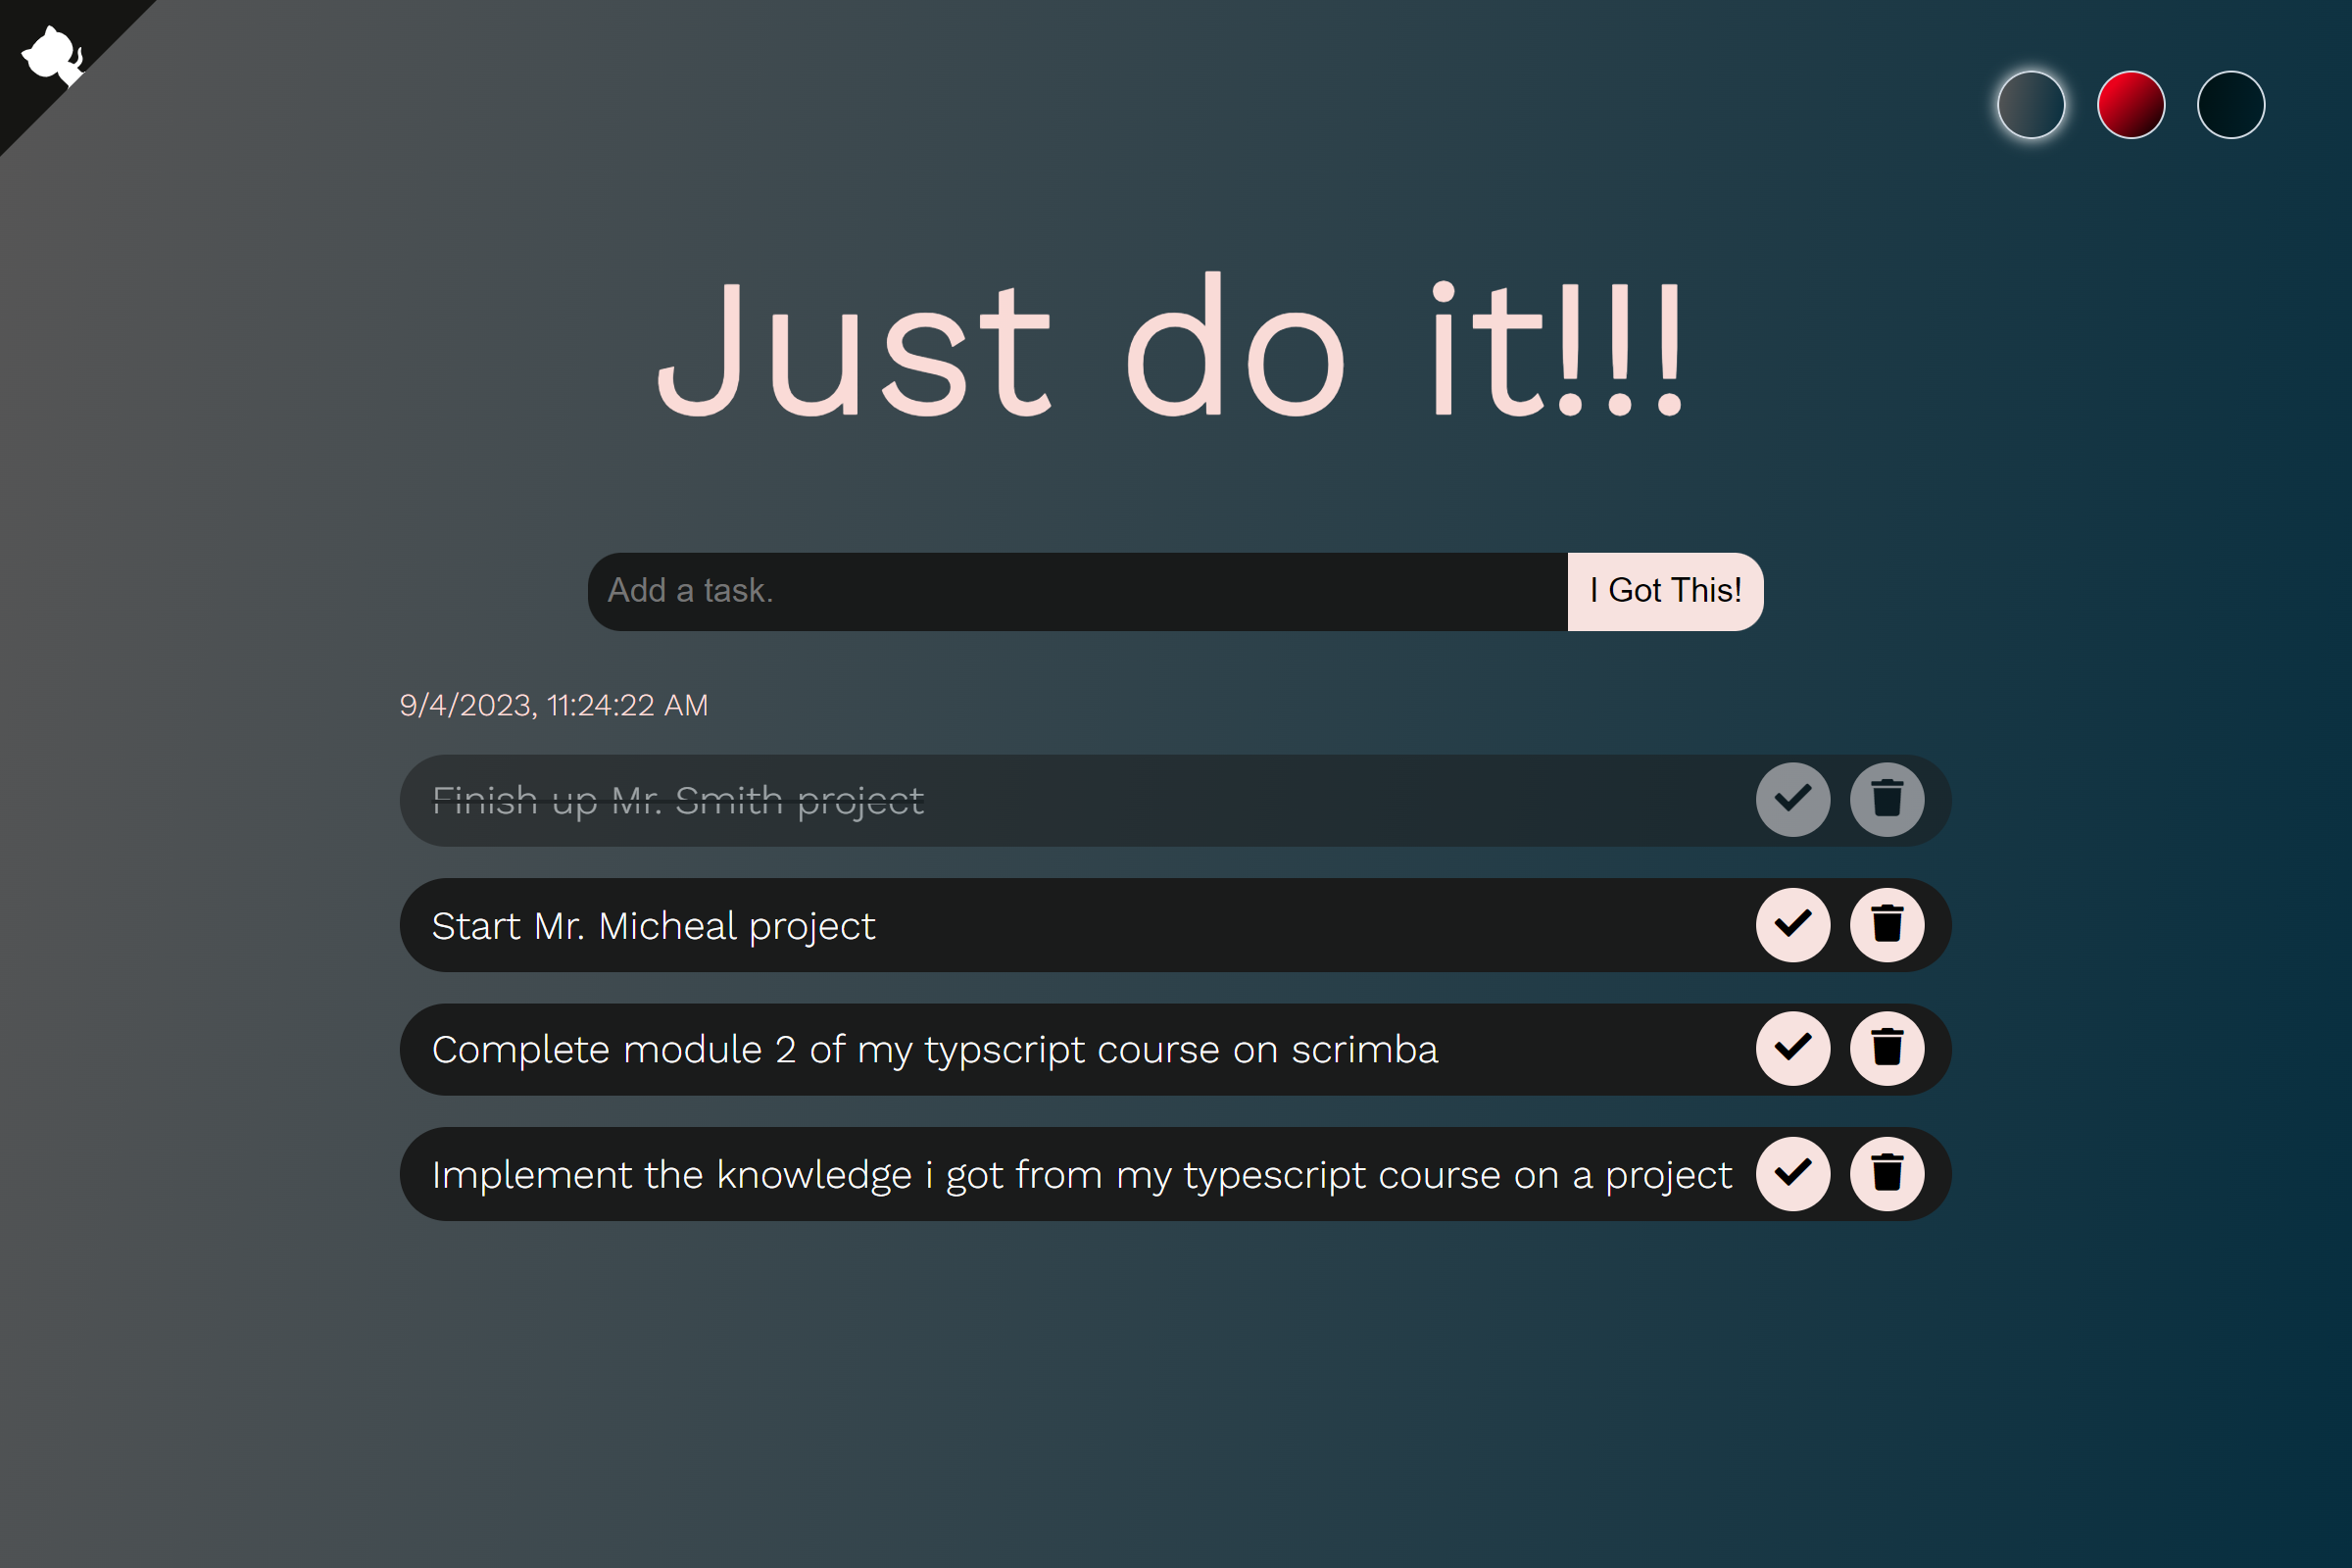 Just do it!!!
Add a task.
I Got This!
9/4/2023, 11:24:22 AM
Finish up Mr. Smith project
Start Mr. Micheal project
Complete module 2 of my typscript course on scrimba
Implement the knowledge i got from my typescript course on a project